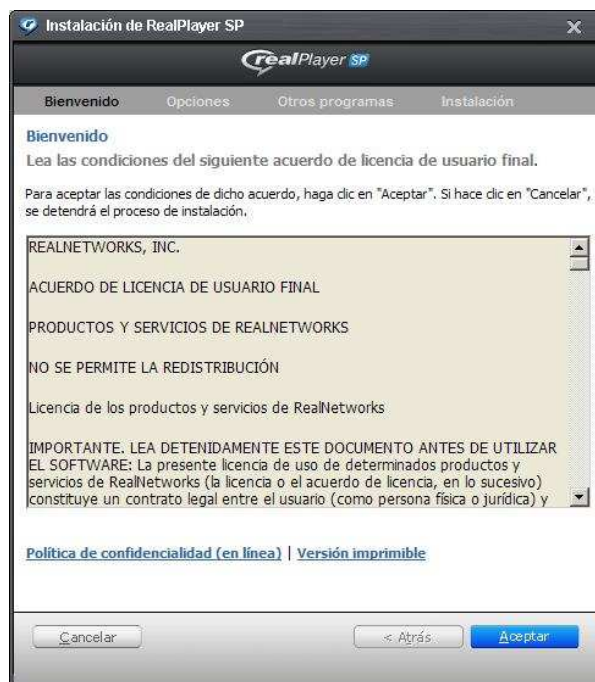 Instalación de RealPlayer SP
realPlayer SP
Bienvenido Opciones Otros programas Instalación
Bienvenido
Lea las condiciones del siguiente acuerdo de licencia de usuario final.
Para aceptar las condiciones de dicho acuerdo, haga clic en "Aceptar". Si hace clic en "Cancelar",
se detendrá el proceso de instalación.
REALNETWORKS, INC.
ACUERDO DE LICENCIA DE USUARIO FINAL
PRODUCTOS Y SERVICIOS DE REALNETWORKS
NO SE PERMITE LA REDISTRIBUCIÓN
Licencia de los productos y servicios de RealNetworks
IMPORTANTE. LEA DETENIDAMENTE ESTE DOCUMENTO ANTES DE UTILIZAR
EL SOFTWARE: La presente licencia de uso de determinados productos y
servicios de RealNetworks (la licencia o el acuerdo de licencia, en lo sucesivo)
constituye un contrato legal entre el usuario (como persona física o jurídica) y
Política de confidencialidad (en línea) | Versión imprimible
Cancelar < Atrás Aceptar